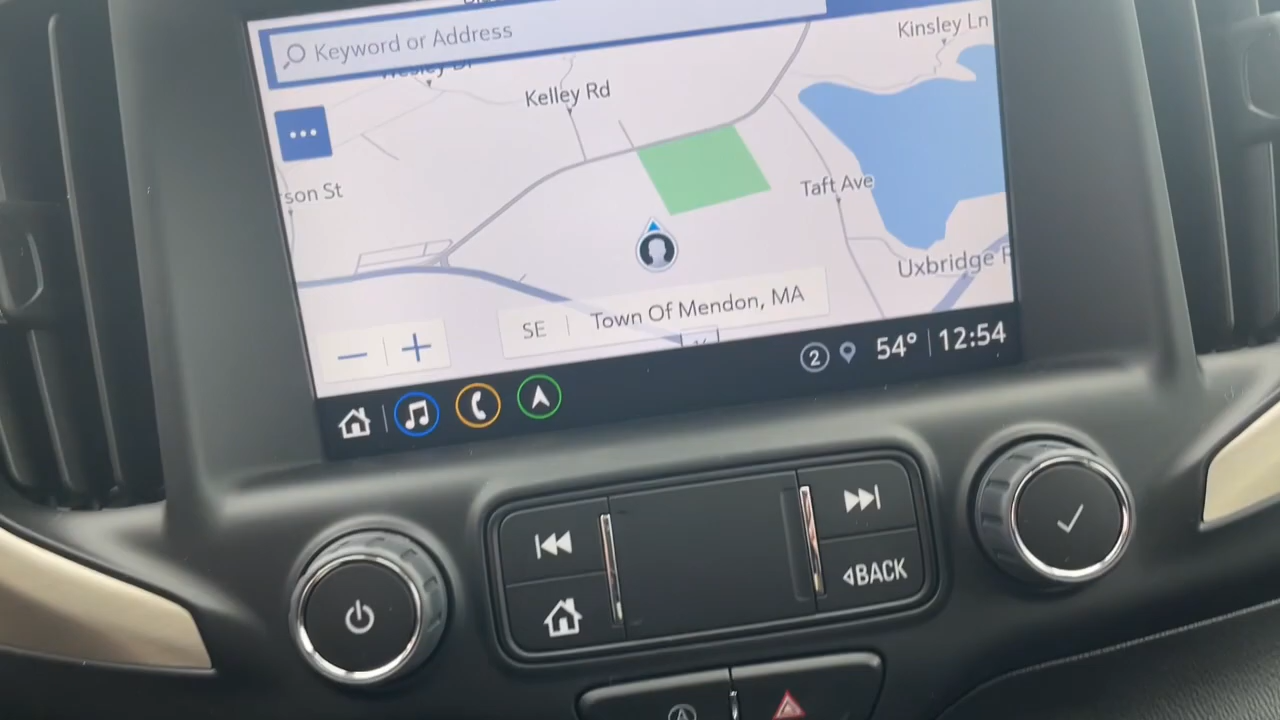 Keyword or Address
Kinsley Ln
Kelley Rd
son St
Taft Ave
Uxbridge
SE Town Of Mendon, MA
2 54° 12:54
BACK